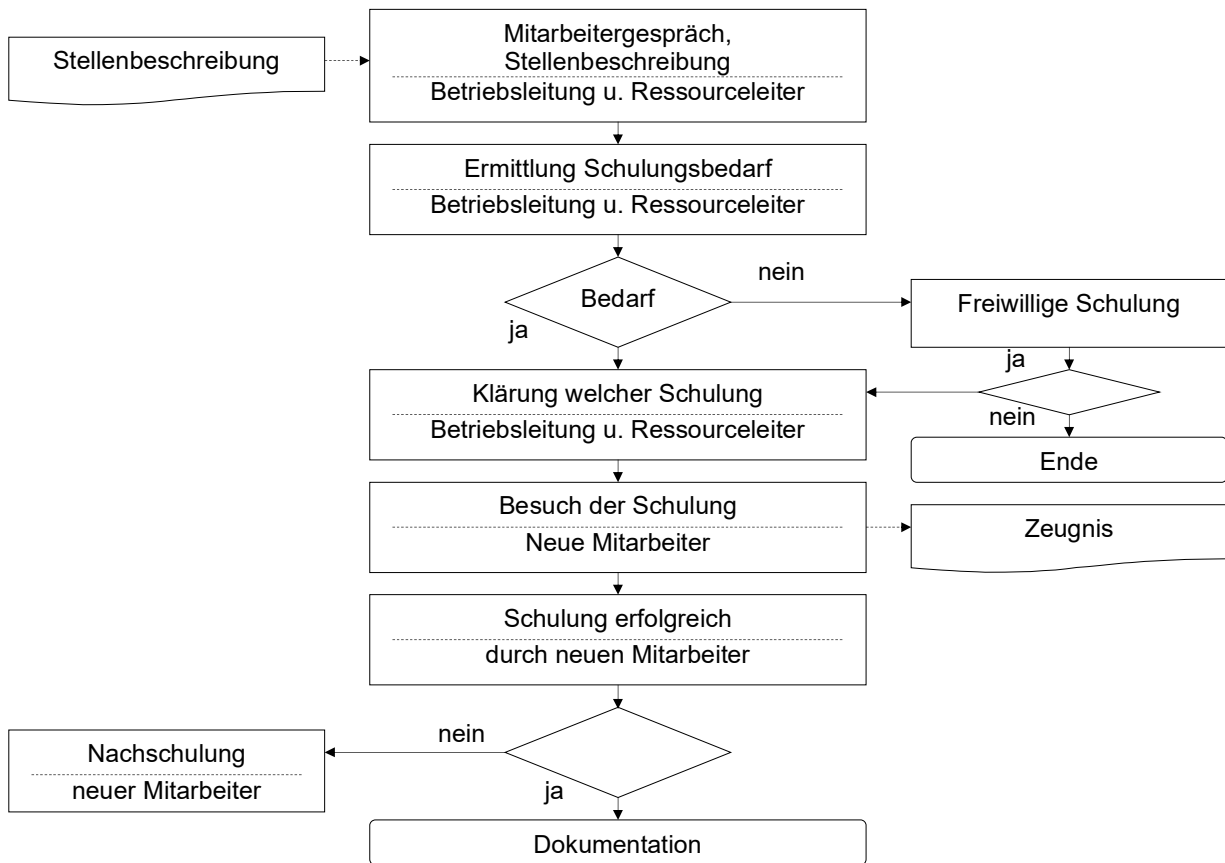 Stellenbeschreibung
Mitarbeitergespräch,
Stellenbeschreibung
Betriebsleitung u. Ressourceleiter
Ermittlung Schulungsbedarf
Betriebsleitung u. Ressourceleiter
Bedarf
nein
ja
Freiwillige Schulung
ja
nein
Ende
Klärung welcher Schulung
Betriebsleitung u. Ressourceleiter
Besuch der Schulung
Neue Mitarbeiter
Zeugnis
Schulung erfolgreich
durch neuen Mitarbeiter
nein
ja
Nachschulung
neuer Mitarbeiter
Dokumentation